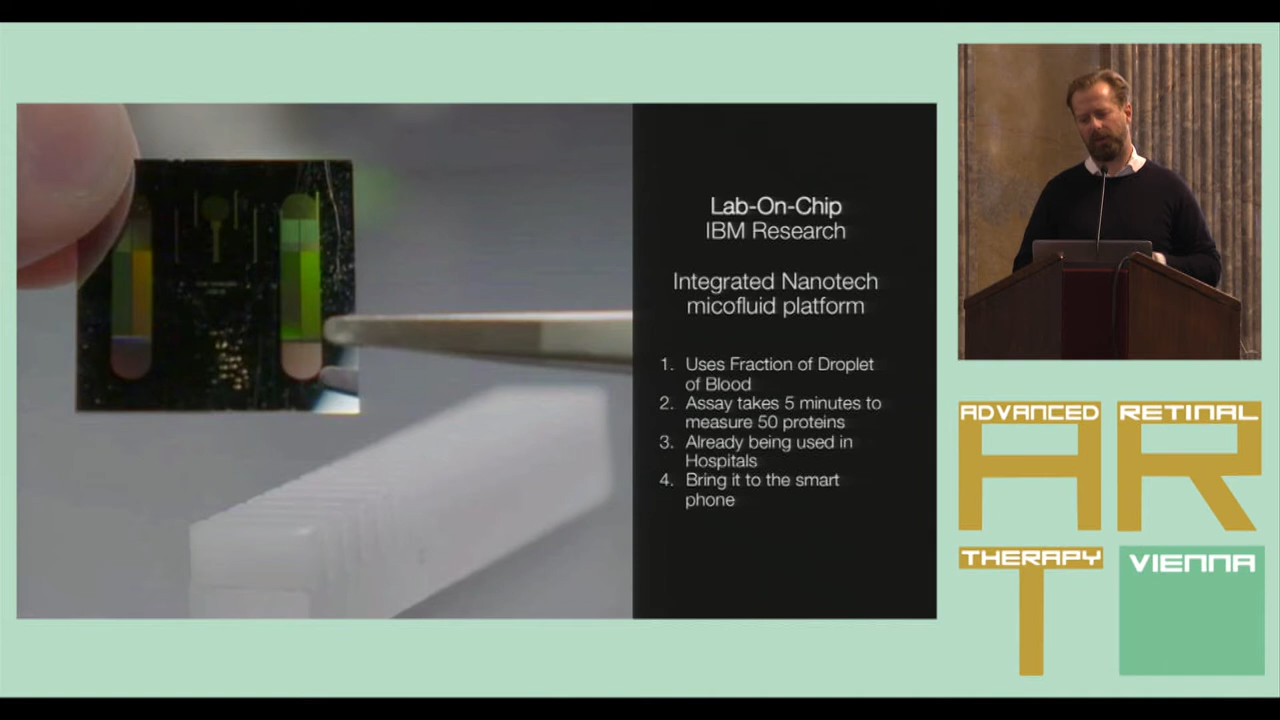 Lab-On-Chip
IBM Research
Integrated Nanotech
micofluid platform
1. Uses Fraction of Droplet
of Blood
2. Assay takes 5 minutes to
measure 50 proteins
3. Already being used in
Hospitals
4. Bring it to the smart
phone
ADVANCED RETINAL
ART
THERAPY VIENNA